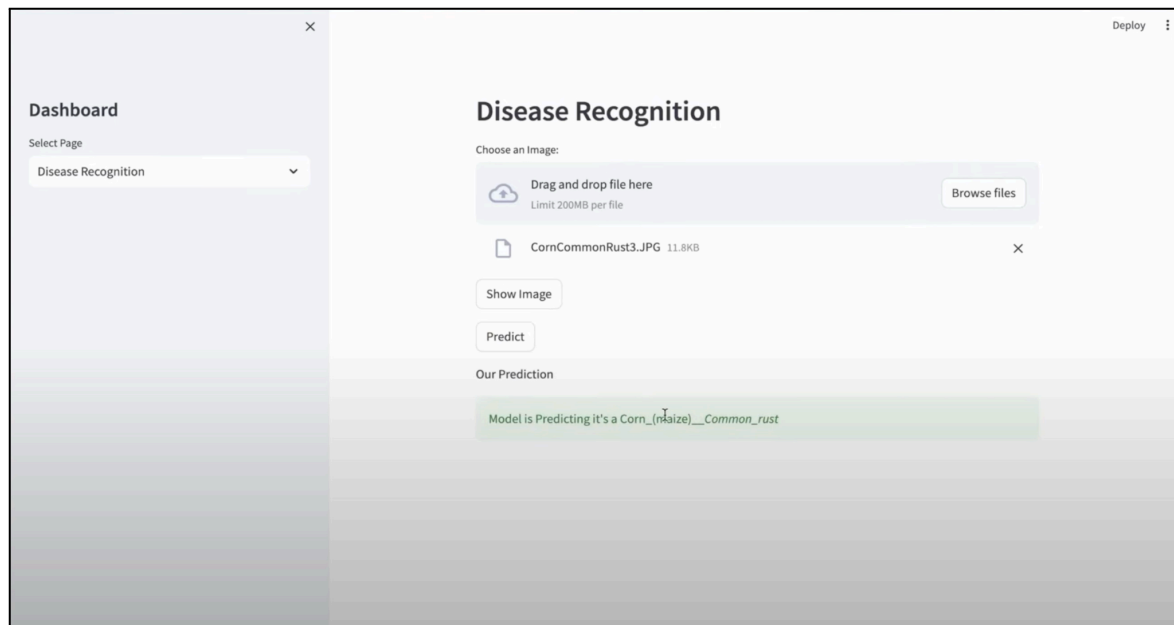 Deploy
Dashboard
Select Page
Disease Recognition
Disease Recognition
Choose an Image:
Drag and drop file here
Limit 200MB per file
Browse files
CornCommonRust3.JPG 11.8KB
Show Image
Predict
Our Prediction
Model is Predicting it's a Corn_(maize)__Common_rust